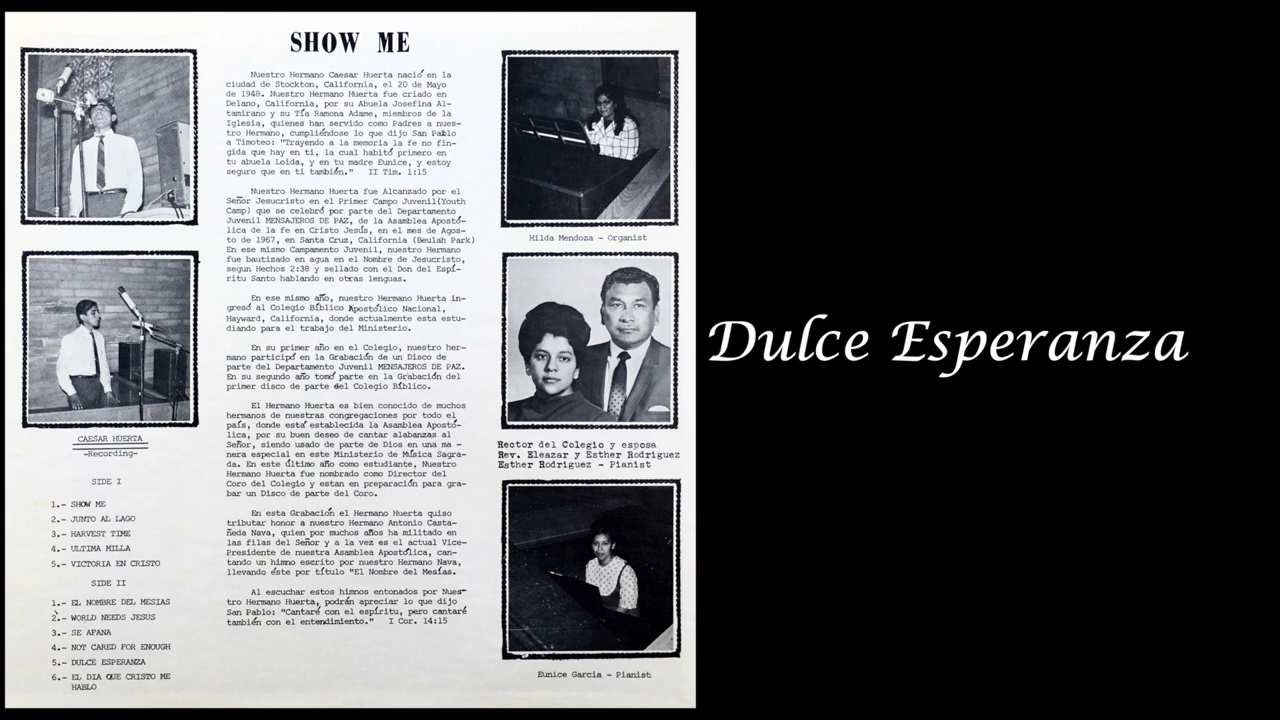 SHOW ME
Nuestro Hermano Caesar Huerta nació en la
ciudad de Stockton, California, el 20 de Mayo
de 1948. Nuestro Hermano Huerta fue criado en
Delano, California, por su Abuela Josefina Al-
tamirano y su Tía Ramona Adame, miembros de la
Iglesia, quienes han servido como Padres a nues-
tro Hermano, cumpliéndose lo que dijo San Pablo
a Timoteo: "Trayendo a la memoria la fe no fin-
gida que hay en ti, la cual habitó primero en
tu abuela Loida, y en tu madre Eunice, y estoy
seguro que en ti también." II Tim. 1:15
Nuestro Hermano Huerta fue Alcanzado por el
Señor Jesucristo en el Primer Campo Juvenil(Youth
Camp) que se celebró por parte del Departamento
Juvenil MENSAJEROS DE PAZ, de la Asamblea Apostó-
lica de la fe en Cristo Jesús, en el mes de Agos-
to de 1967, en Santa Cruz, California (Beulah Park)
En ese mismo Campamento Juvenil, nuestro Hermano
fue bautizado en agua en el Nombre de Jesucristo,
segun Hechos 2:38 y sellado con el Don del Espí-
ritu Santo hablando en otras lenguas.
En ese mismo año, nuestro Hermano Huerta in-
gresó al Colegio Bíblico Apostólico Nacional,
Hayward, California, donde actualmente esta estu-
diando para el trabajo del Ministerio.
En su primer año en el Colegio, nuestro her-
mano participó en la Grabación de un Disco de
parte del Departamento Juvenil MENSAJEROS DE PAZ.
En su segundo año tomó parte en la Grabación del
primer disco de parte del Colegio Bíblico.
El Hermano Huerta es bien conocido de muchos
hermanos de nuestras congregaciones por todo el
país, donde está establecida la Asamblea Apostó-
lica, por su buen deseo de cantar alabanzas al
Señor, siendo usado de parte de Dios en una ma -
nera especial en este Ministerio de Música Sagra-
da. En este último año como estudiante, Nuestro
Hermano Huerta fue nombrado como Director del
Coro del Colegio y estan en preparación para gra-
bar un Disco de parte del Coro.
En esta Grabación el Hermano Huerta quiso
tributar honor a nuestro Hermano Antonio Casta-
ñeda Nava, quien por muchos años ha militado en
las filas del Señor y a la vez es el actual Vice-
Presidente de nuestra Asamblea Apostólica, can-
tando un himno escrito por nuestro Hermano Nava,
llevando éste por título "El Nombre del Mesías.
Al escuchar estos himnos entonados por Nues-
tro Hermano Huerta, podrán apreciar lo que dijo
San Pablo: "Cantaré con el espíritu, pero cantaré
también con el entendimiento." I Cor. 14:15
CAESAR HUERTA
-Recording-
SIDE I
1.- SHOW ME
2.- JUNTO AL LAGO
3.- HARVEST TIME
4.- ULTIMA MILLA
5.- VICTORIA EN CRISTO
SIDE II
1.- EL NOMBRE DEL MESIAS
2.- WORLD NEEDS JESUS
3.- SE AFANA
4.- NOT CARED FOR ENOUGH
5.- DULCE ESPERANZA
6.- EL DIA QUE CRISTO ME
HABLO
Hilda Mendoza - Organist
Rector del Colegio y esposa
Rev. Eleazar y Esther Rodriguez
Esther Rodriguez - Pianist
Eunice Garcia - Pianist
Dulce Esperanza